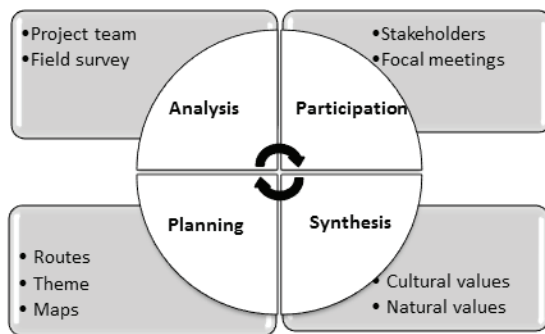 •Project team
•Field survey
•Stakeholders
•Focal meetings
Analysis
Participation
Planning
Synthesis
• Routes
• Theme
• Maps
• Cultural values
• Natural values